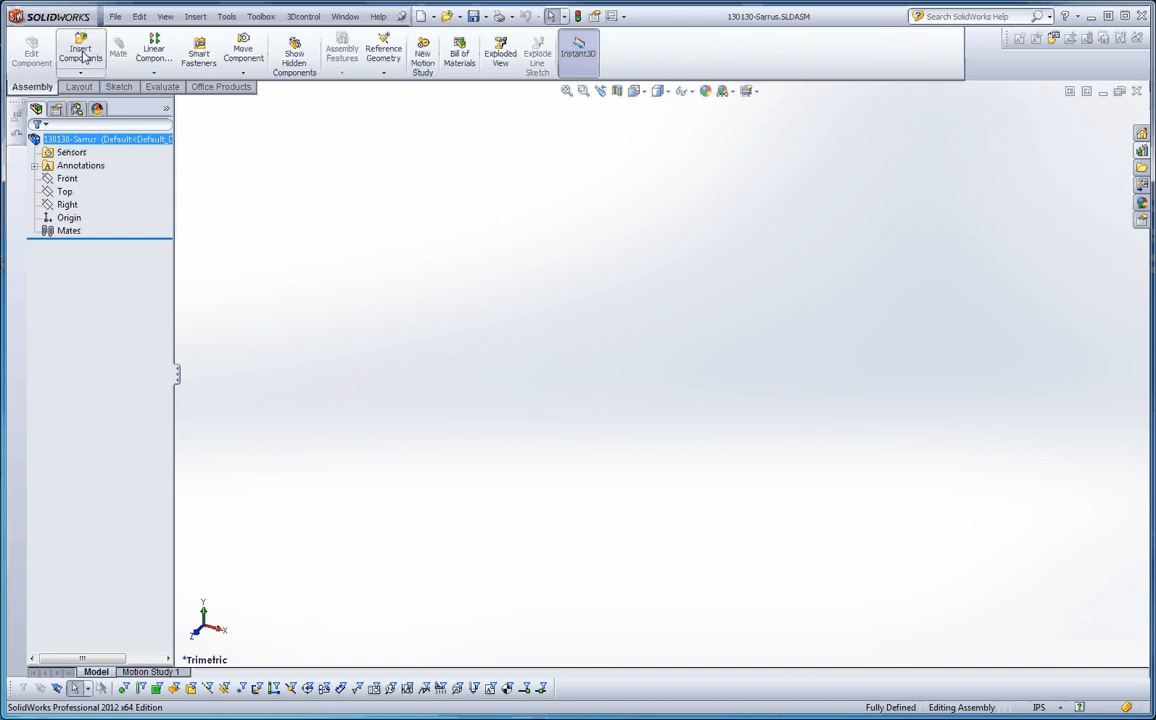 SOLIDWORKS File Edit View Insert Tools Toolbox 3Dcontrol Window Help 130130-Sarrus.SLDASM Search SolidWorks Help
Edit Component
Insert Components
Mate
Linear Compon...
Smart Fasteners
Move Component
Show Hidden Components
Assembly Features
Reference Geometry
New Motion Study
Bill of Materials
Exploded View
Explode Line Sketch
Instant3D
Assembly Layout Sketch Evaluate Office Products
130130-Sarrus (Default<Default_D
Sensors
Annotations
Front
Top
Right
Origin
Mates
Y
X
Z
*Trimetric
Model Motion Study 1
SolidWorks Professional 2012 x64 Edition Fully Defined Editing Assembly IPS